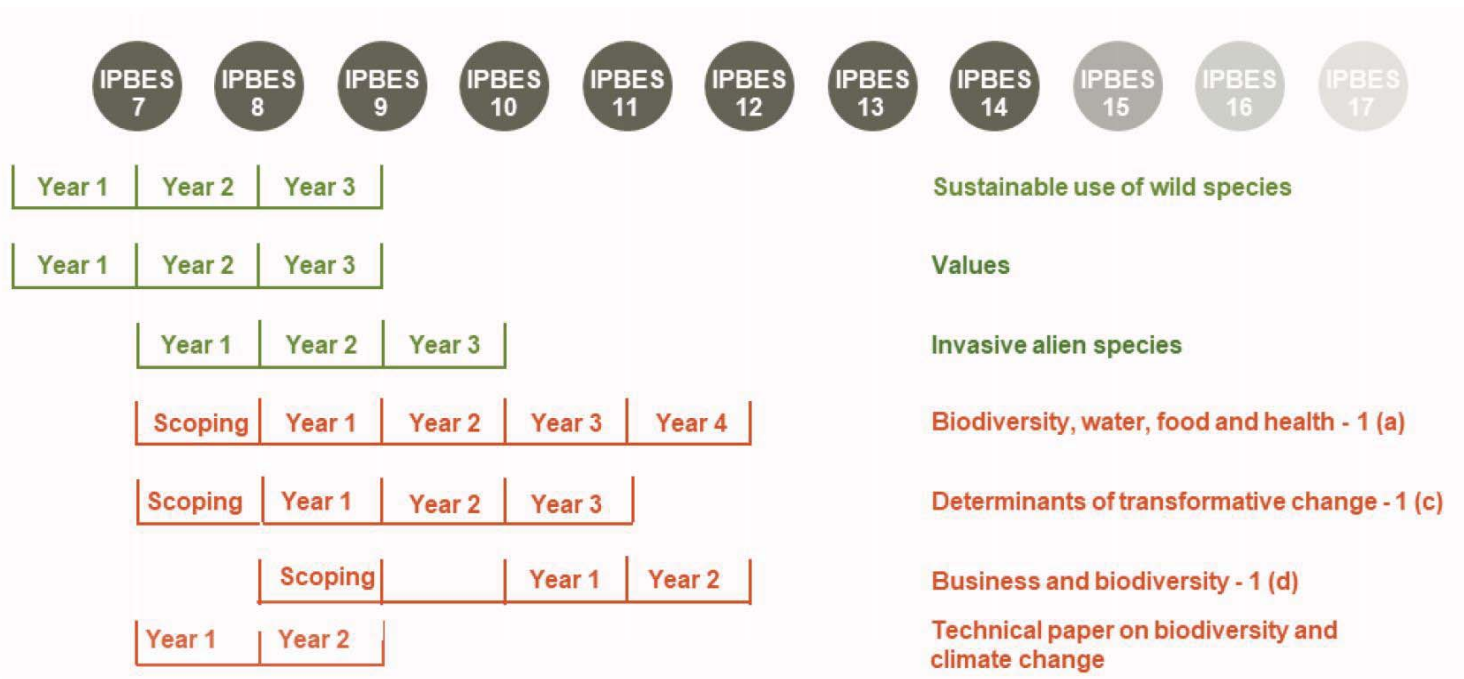 IPBES 7 IPBES 8 IPBES 9 IPBES 10 IPBES 11 IPBES 12 IPBES 13 IPBES 14 IPBES 15 IPBES 16 IPBES 17
Year 1 Year 2 Year 3 Sustainable use of wild species
Year 1 Year 2 Year 3 Values
Year 1 Year 2 Year 3 Invasive alien species
Scoping Year 1 Year 2 Year 3 Year 4 Biodiversity, water, food and health - 1 (a)
Scoping Year 1 Year 2 Year 3 Determinants of transformative change - 1 (c)
Scoping Year 1 Year 2 Business and biodiversity - 1 (d)
Year 1 Year 2 Technical paper on biodiversity and
climate change